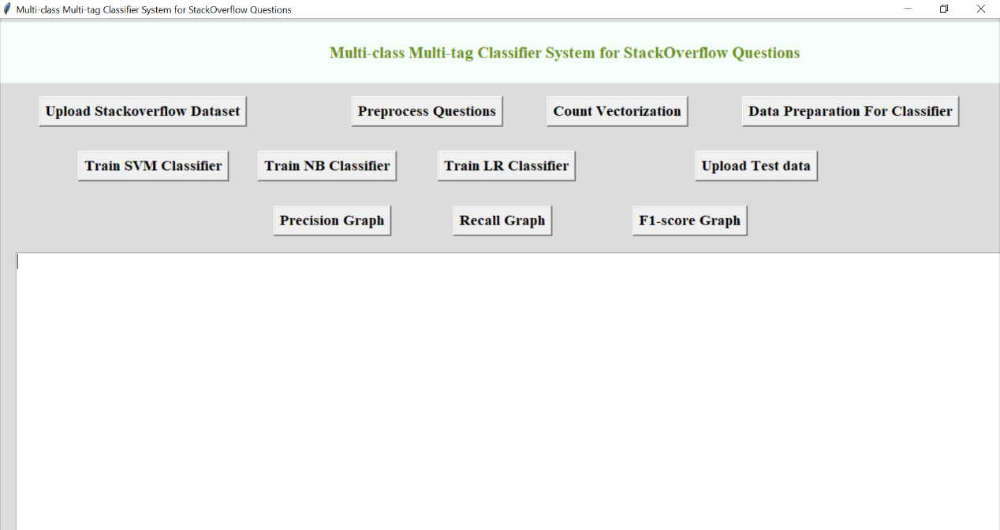 Multi-class Multi-tag Classifier System for StackOverflow Questions
Multi-class Multi-tag Classifier System for StackOverflow Questions
Upload Stackoverflow Dataset
Preprocess Questions
Count Vectorization
Data Preparation For Classifier
Train SVM Classifier
Train NB Classifier
Train LR Classifier
Upload Test data
Precision Graph
Recall Graph
F1-score Graph